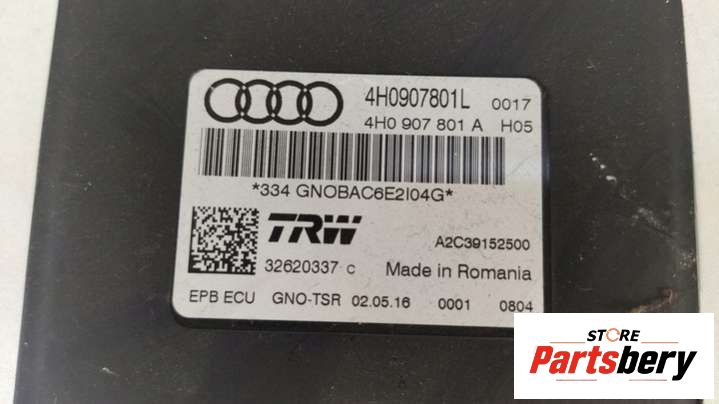 4H0907801L 0017
4H0 907 801 A H05
*334 GNOBAC6E2I04G*
TRW A2C39152500
32620337 C Made in Romania
EPB ECU GNO-TSR 02.05.16 0001 0804
STORE
Partsbery